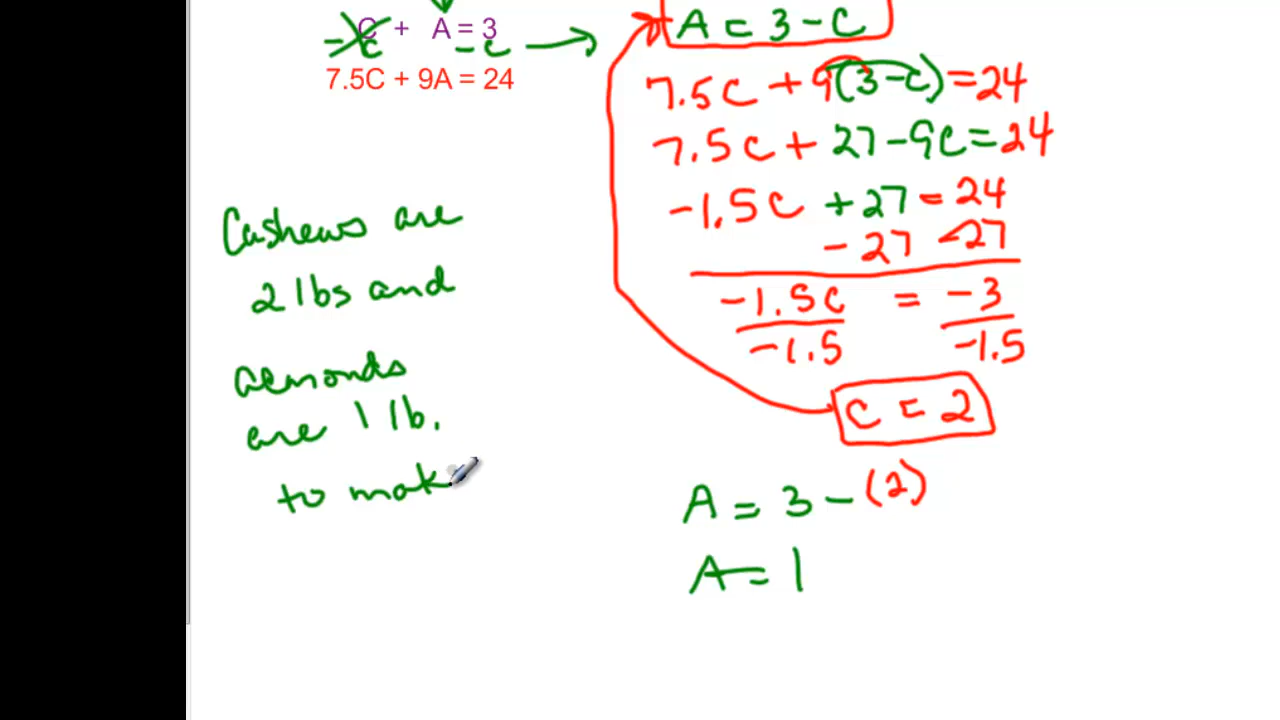 C + A = 3
-C -C
7.5C + 9A = 24
A = 3 - C
7.5C + 9(3-C) = 24
7.5C + 27 - 9C = 24
-1.5C + 27 = 24
- 27 -27
-1.5C = -3
-1.5 -1.5
C = 2
A = 3 - (2)
A = 1
Cashews are
2 lbs and
almonds
are 1 lb.
to mak